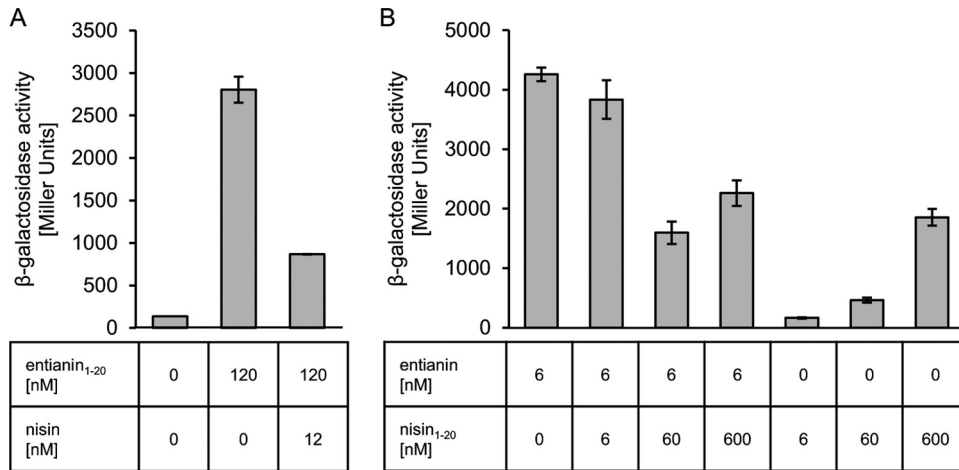 A
β-galactosidase activity
[Miller Units]
3500
3000
2500
2000
1500
1000
500
0
entianin1-20
[nM]
0 120 120
nisin
[nM]
0 0 12
B
β-galactosidase activity
[Miller Units]
5000
4000
3000
2000
1000
0
entianin
[nM]
6 6 6 6 0 0 0
nisin1-20
[nM]
0 6 60 600 6 60 600